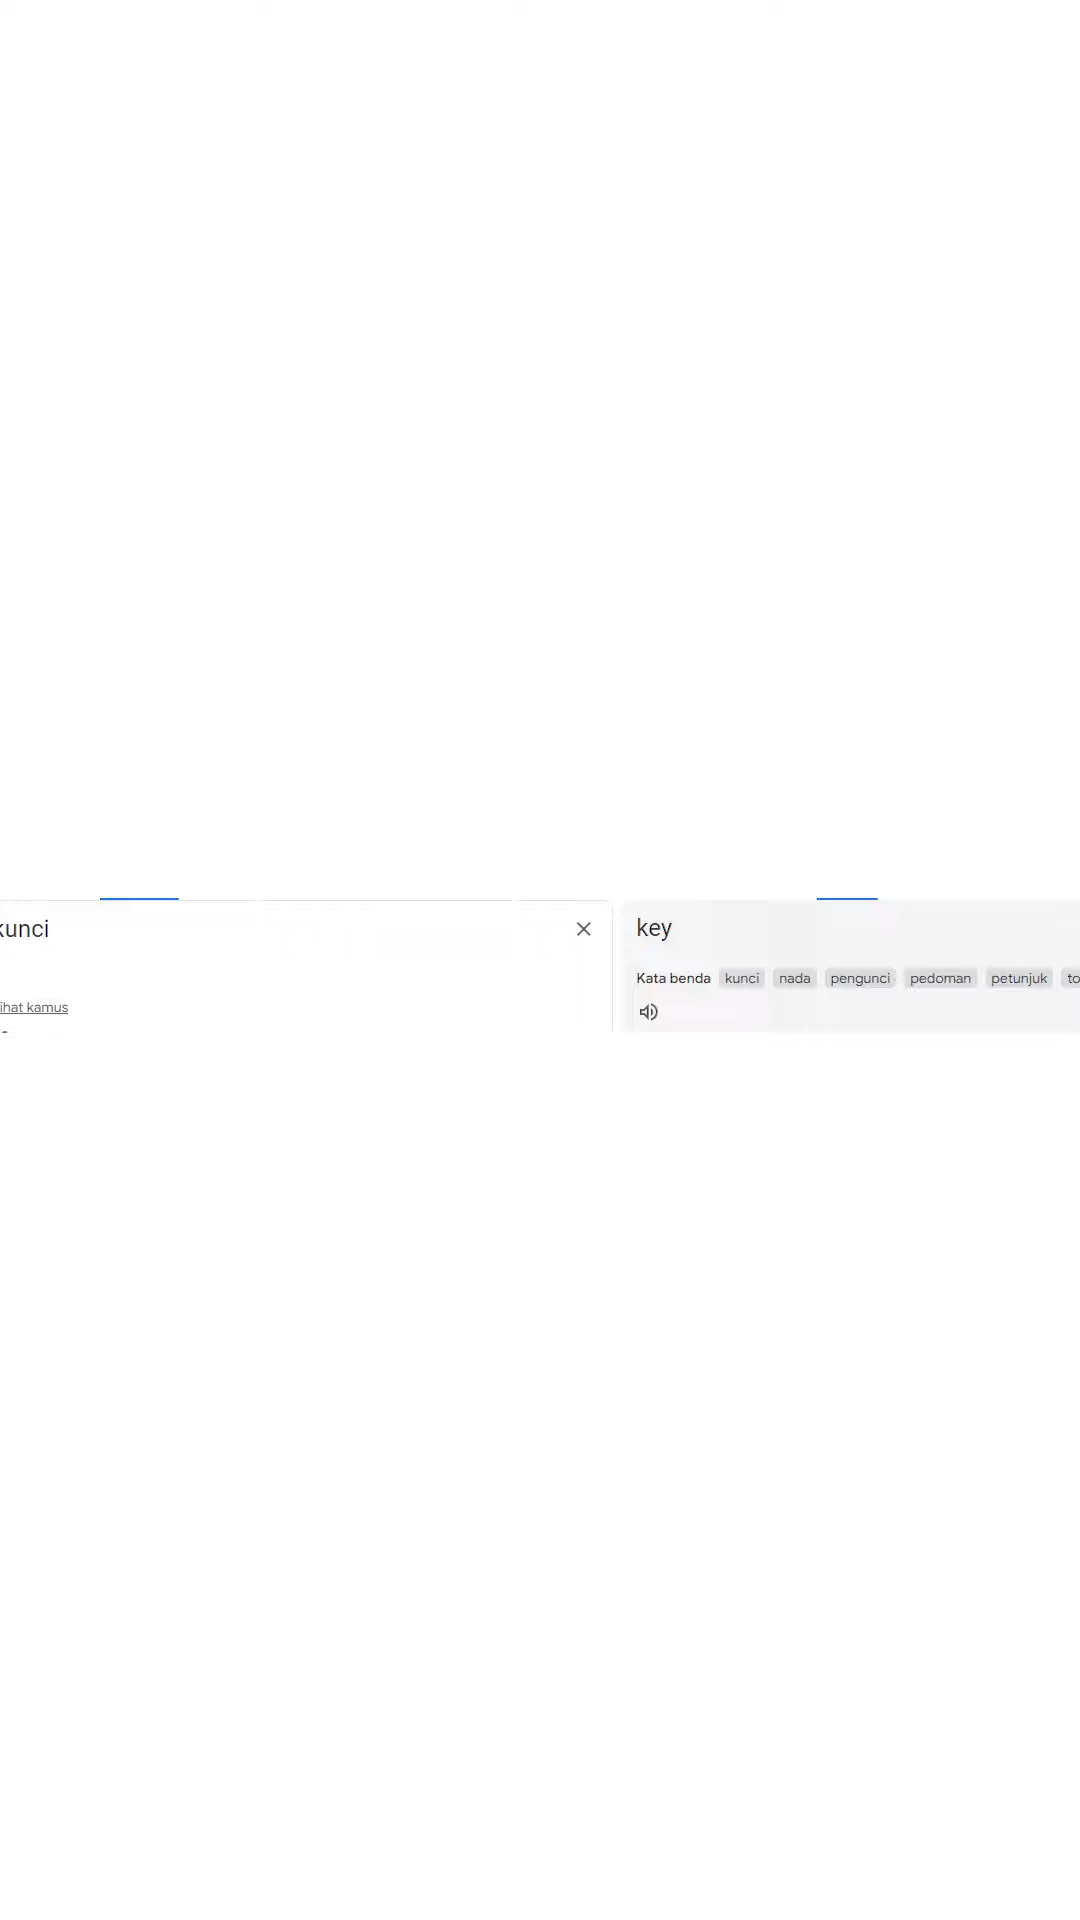 kunci
key
Kata benda kunci nada pengunci pedoman petunjuk
ihat kamus